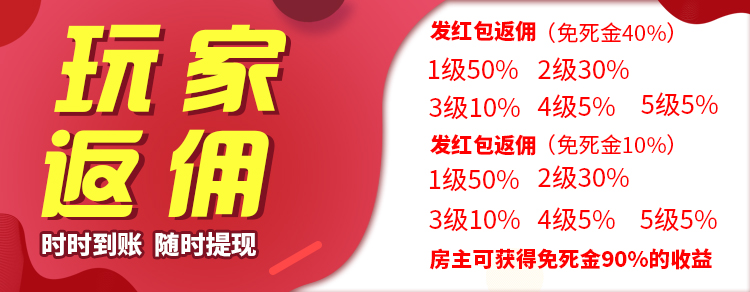 玩家
返佣
时时到账 随时提现
发红包返佣（免死金40%）
1级50% 2级30%
3级10% 4级5% 5级5%
发红包返佣（免死金10%）
1级50% 2级30%
3级10% 4级5% 5级5%
房主可获得免死金90%的收益